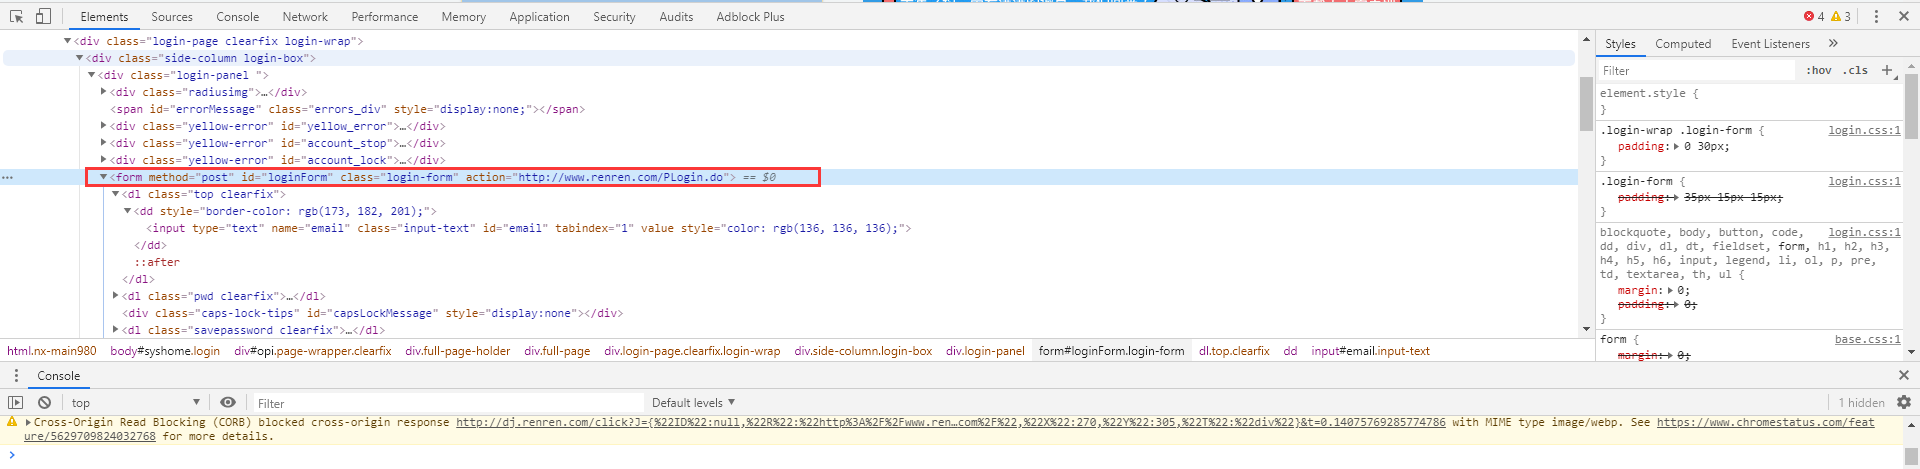 Elements Sources Console Network Performance Memory Application Security Audits Adblock Plus 4 3
<div class="login-page clearfix login-wrap">
<div class="side-column login-box">
<div class="login-panel ">
<div class="radiusimg">…</div>
<span id="errorMessage" class="errors_div" style="display:none;"></span>
<div class="yellow-error" id="yellow_error">…</div>
<div class="yellow-error" id="account_stop">…</div>
<div class="yellow-error" id="account_lock">…</div>
<form method="post" id="loginForm" class="login-form" action="http://www.renren.com/PLogin.do"> == $0
<dl class="top clearfix">
<dd style="border-color: rgb(173, 182, 201);">
<input type="text" name="email" class="input-text" id="email" tabindex="1" value style="color: rgb(136, 136, 136);">
</dd>
::after
</dl>
<dl class="pwd clearfix">…</dl>
<div class="caps-lock-tips" id="capsLockMessage" style="display:none"></div>
<dl class="savepassword clearfix">…</dl>
html.nx-main980 body#syshome.login div#opi.page-wrapper.clearfix div.full-page-holder div.full-page div.login-page.clearfix.login-wrap div.side-column.login-box div.login-panel form#loginForm.login-form dl.top.clearfix dd input#email.input-text
Styles Computed Event Listeners »
Filter :hov .cls +
element.style {
}
.login-wrap .login-form { login.css:1
padding: 0 30px;
}
.login-form { login.css:1
padding: 35px 15px 15px;
}
blockquote, body, button, code, login.css:1
dd, div, dl, dt, fieldset, form, h1, h2, h3,
h4, h5, h6, input, legend, li, ol, p, pre,
td, textarea, th, ul {
margin: 0;
padding: 0;
}
form { base.css:1
margin: 0;
Console
top Filter Default levels 1 hidden
Cross-Origin Read Blocking (CORB) blocked cross-origin response http://dj.renren.com/click?J={%22ID%22:null,%22R%22:%22http%3A%2F%2Fwww.ren…com%2F%22,%22X%22:270,%22Y%22:305,%22T%22:%22div%22}&t=0.14075769285774786 with MIME type image/webp. See https://www.chromestatus.com/feat
ure/5629709824032768 for more details.